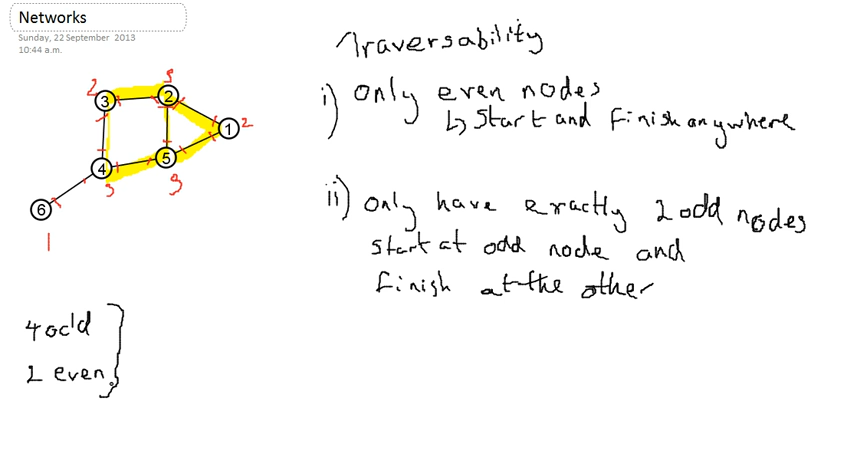 Networks
Sunday, 22 September 2013
10:44 a.m.
Traversability
i) Only even nodes
↳ Start and Finish anywhere
ii) only have exactly 2 odd nodes
start at odd node and
finish at the other
2
3
3
2
1
2
4
5
3
3
6
1
4 odd
2 even